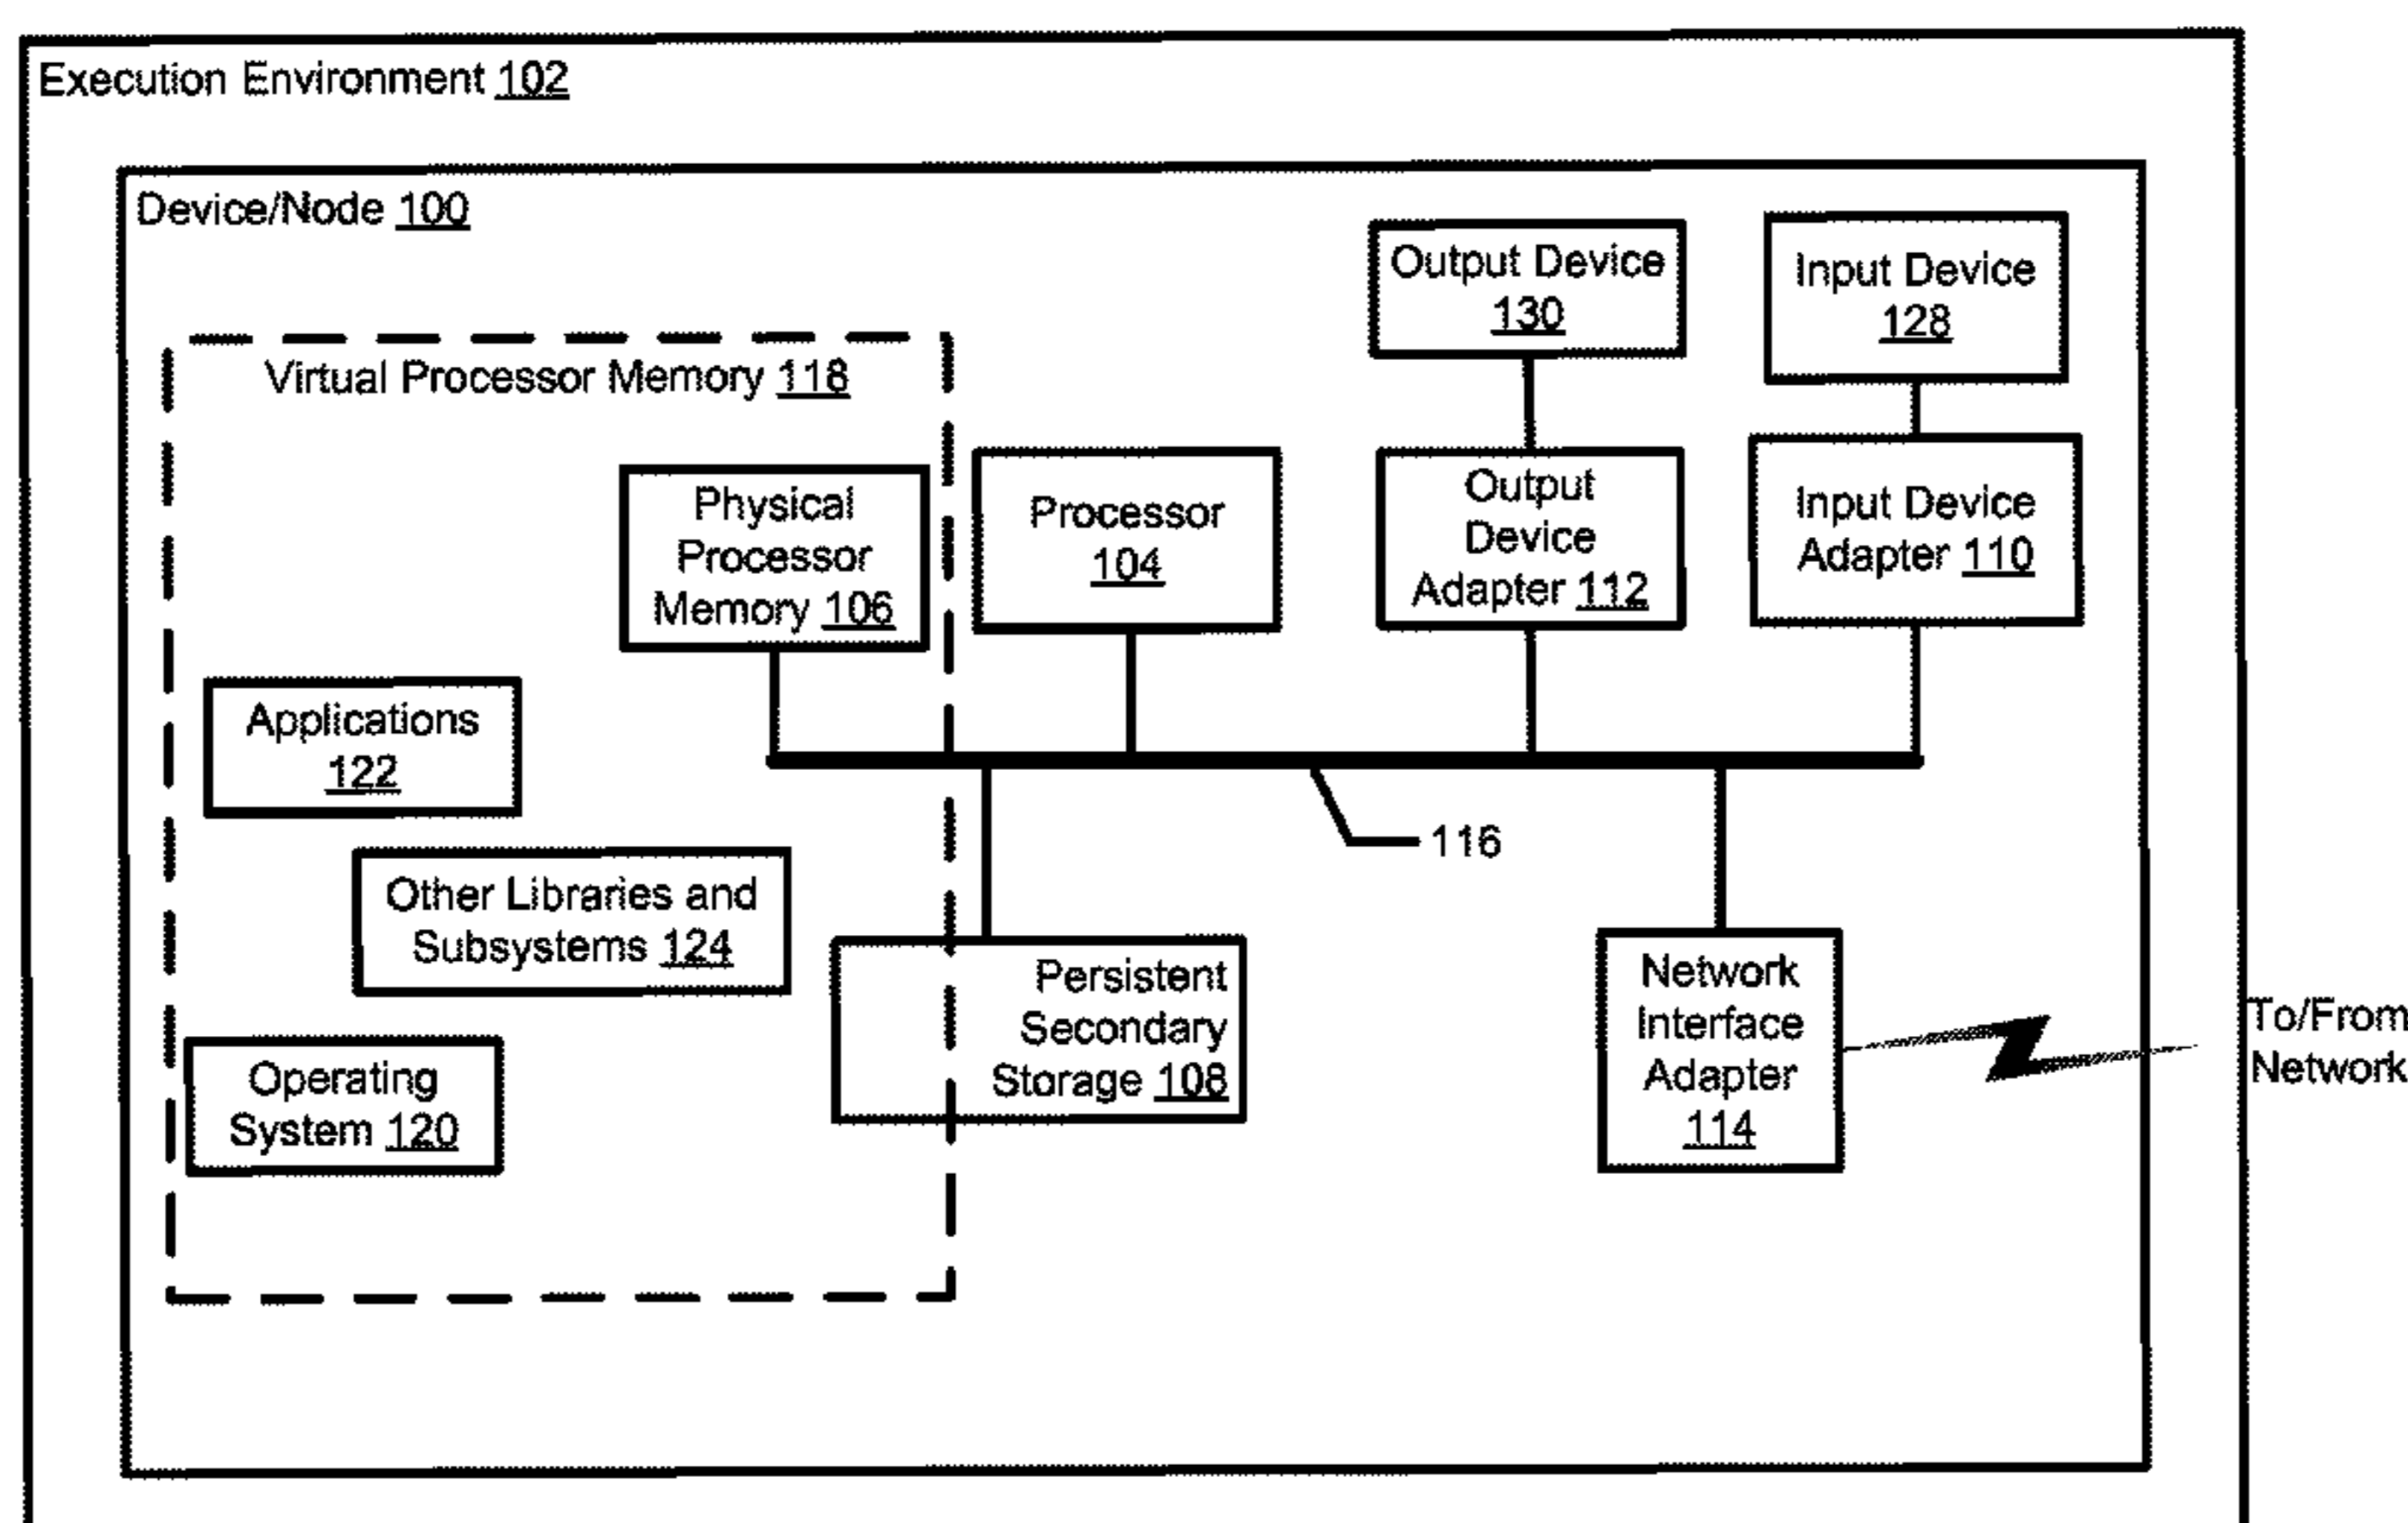 Execution Environment 102
Device/Node 100
Output Device
130
Input Device
128
Virtual Processor Memory 118
Physical
Processor
Memory 106
Processor
104
Output
Device
Adapter 112
Input Device
Adapter 110
Applications
122
116
Other Libraries and
Subsystems 124
Persistent
Secondary
Storage 108
Network
Interface
Adapter
114
To/From
Network
Operating
System 120